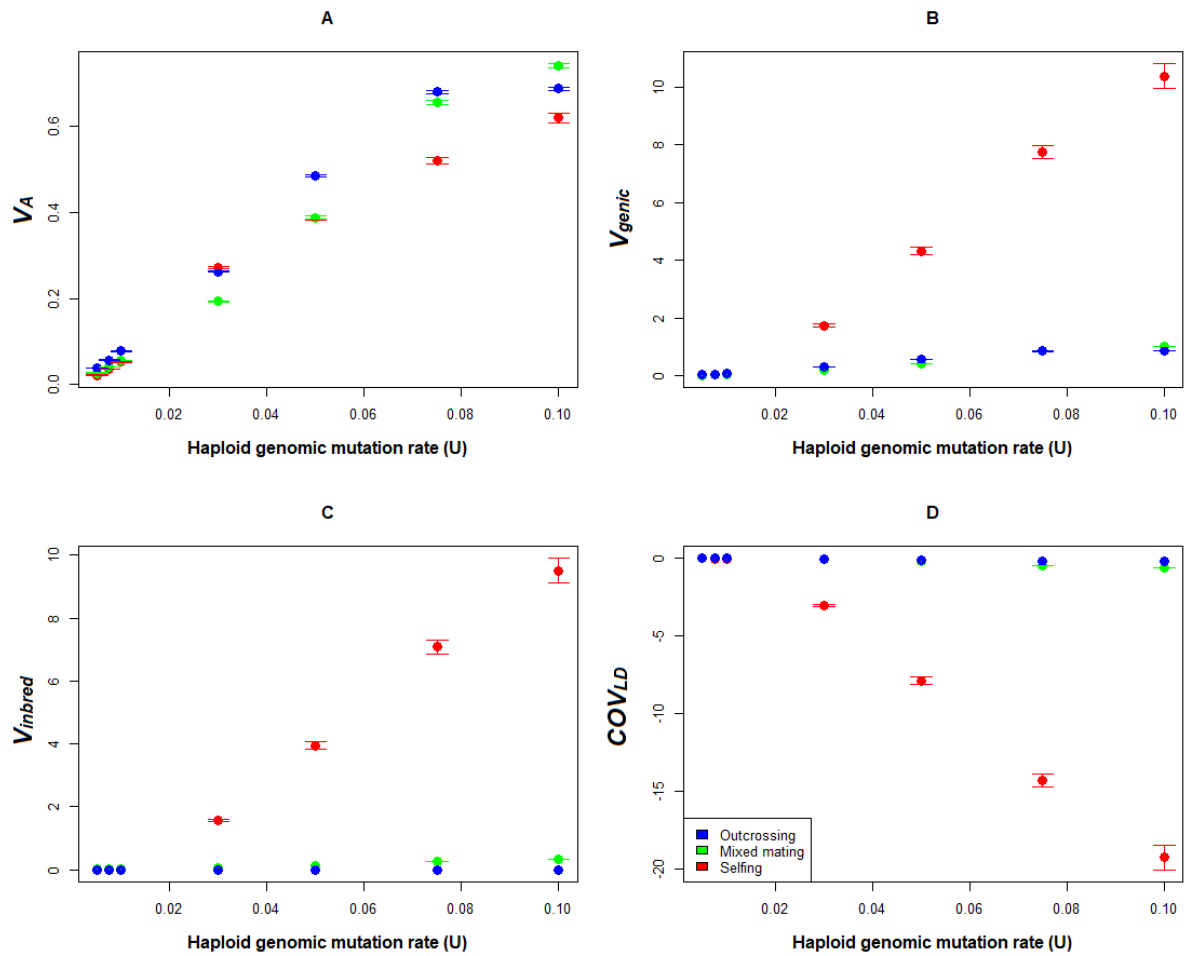 A
V_A
0.0 0.2 0.4 0.6
0.02 0.04 0.06 0.08 0.10
Haploid genomic mutation rate (U)
B
V_genic
0 2 4 6 8 10
0.02 0.04 0.06 0.08 0.10
Haploid genomic mutation rate (U)
C
V_inbred
0 2 4 6 8 10
0.02 0.04 0.06 0.08 0.10
Haploid genomic mutation rate (U)
D
COV_LD
-20 -15 -10 -5 0
Outcrossing
Mixed mating
Selfing
0.02 0.04 0.06 0.08 0.10
Haploid genomic mutation rate (U)